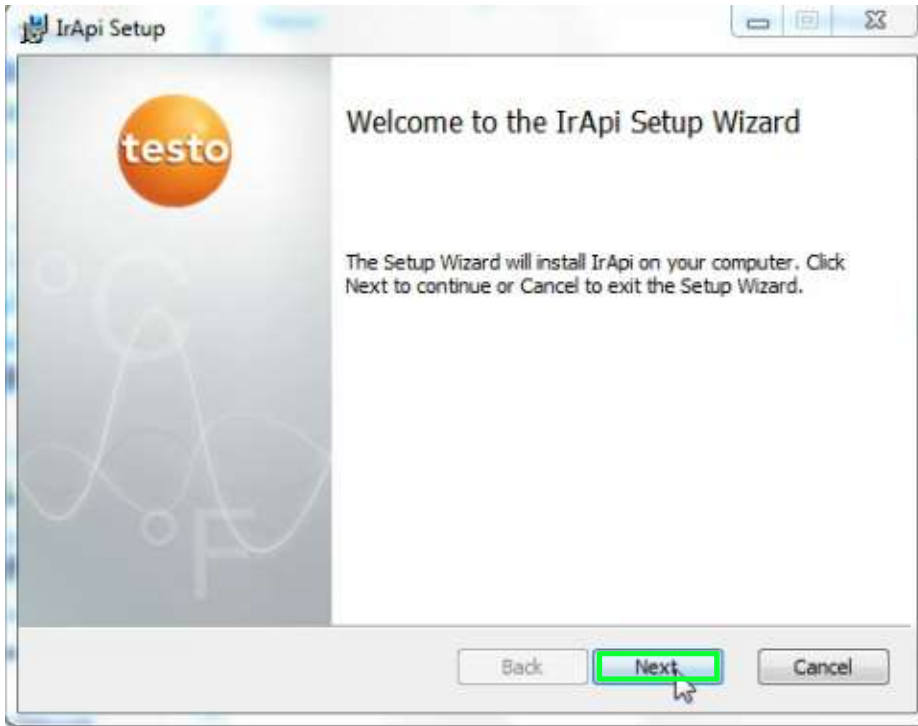 IrApi Setup
testo
Welcome to the IrApi Setup Wizard
The Setup Wizard will install IrApi on your computer. Click
Next to continue or Cancel to exit the Setup Wizard.
°C
°F
Back
Next
Cancel